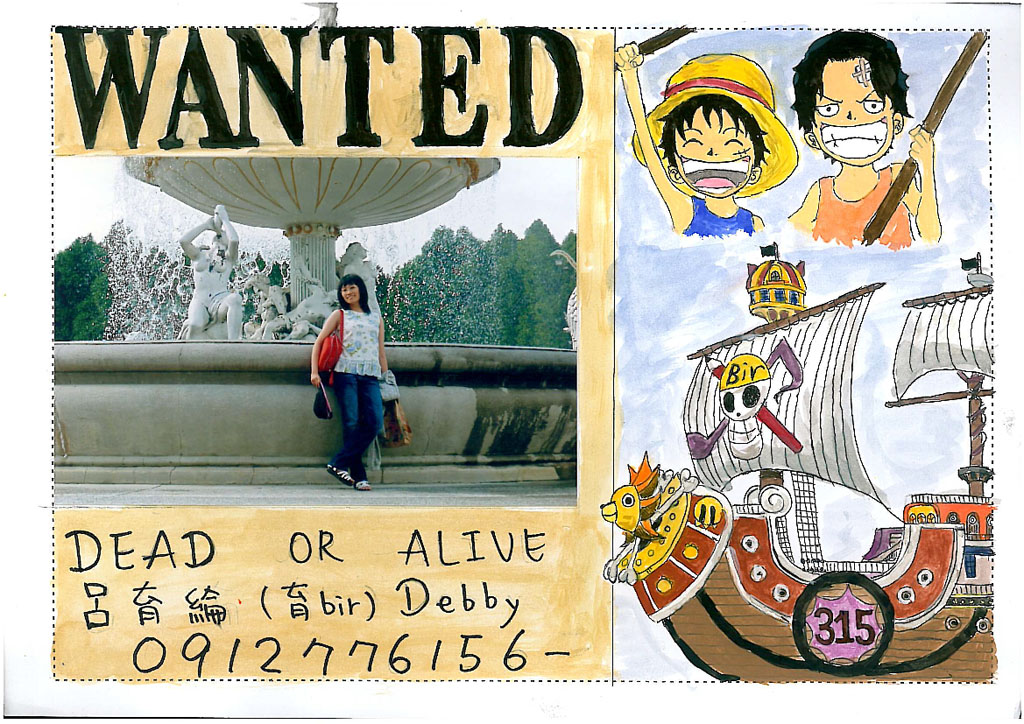 WANTED
DEAD OR ALIVE
呂育綸 (育bir) Debby
0912776156-
Bir
315